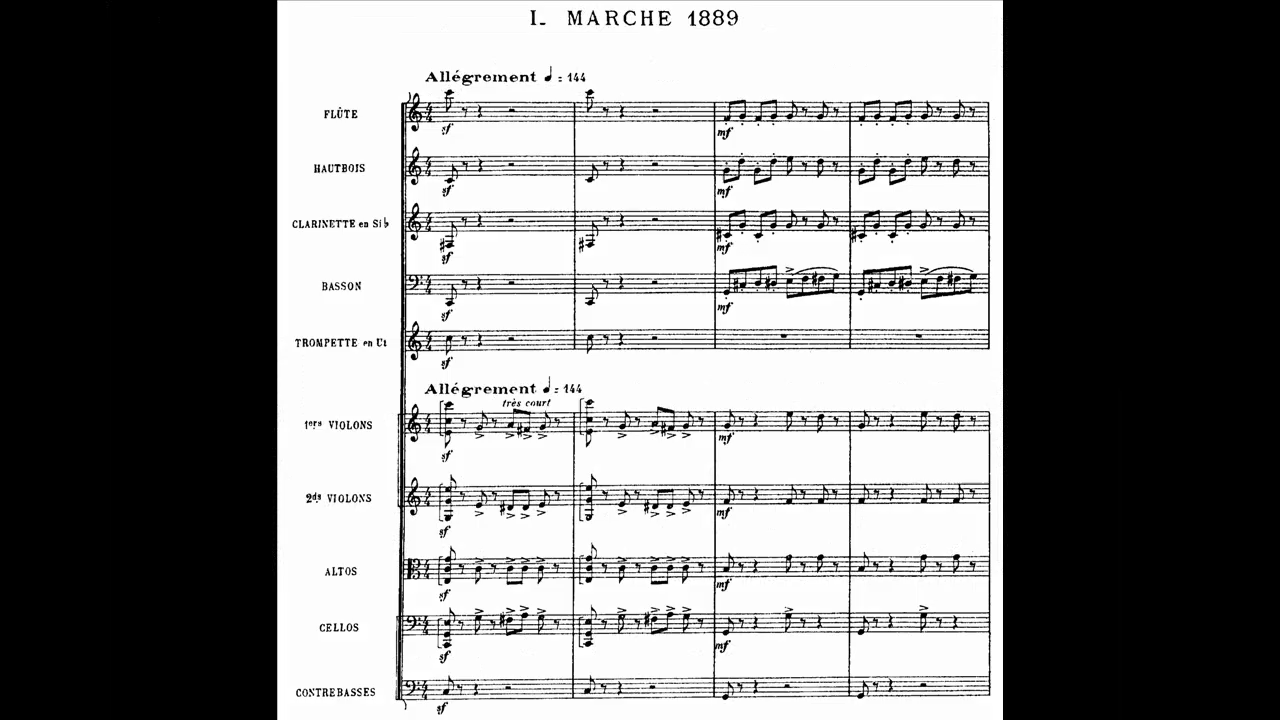 I. MARCHE 1889
Allégrement ♩ = 144
FLÛTE
sf
mf
HAUTBOIS
sf
mf
CLARINETTE en Si♭
sf
mf
BASSON
sf
mf
TROMPETTE en Ut
sf
Allégrement ♩ = 144
très court
1ers VIOLONS
sf
mf
2ds VIOLONS
sf
mf
ALTOS
sf
mf
CELLOS
sf
mf
CONTREBASSES
sf